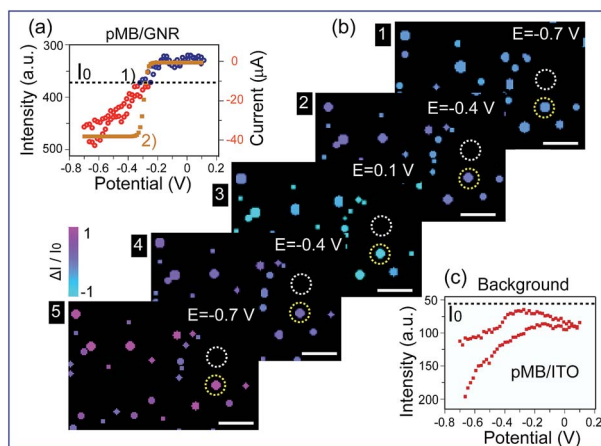 (a)
pMB/GNR
300
400
500
Intensity (a.u.)
I0
1)
2)
0
-10
-20
-30
-40
Current (μA)
-0.8 -0.6 -0.4 -0.2 0.0 0.2
Potential (V)
(b)
1
E=-0.7 V
2
E=-0.4 V
3
E=0.1 V
4
E=-0.4 V
5
E=-0.7 V
1
-1
ΔI / I0
(c)
Background
50
100
150
200
Intensity (a.u.)
I0
pMB/ITO
-0.8 -0.6 -0.4 -0.2 0.0 0.2
Potential (V)